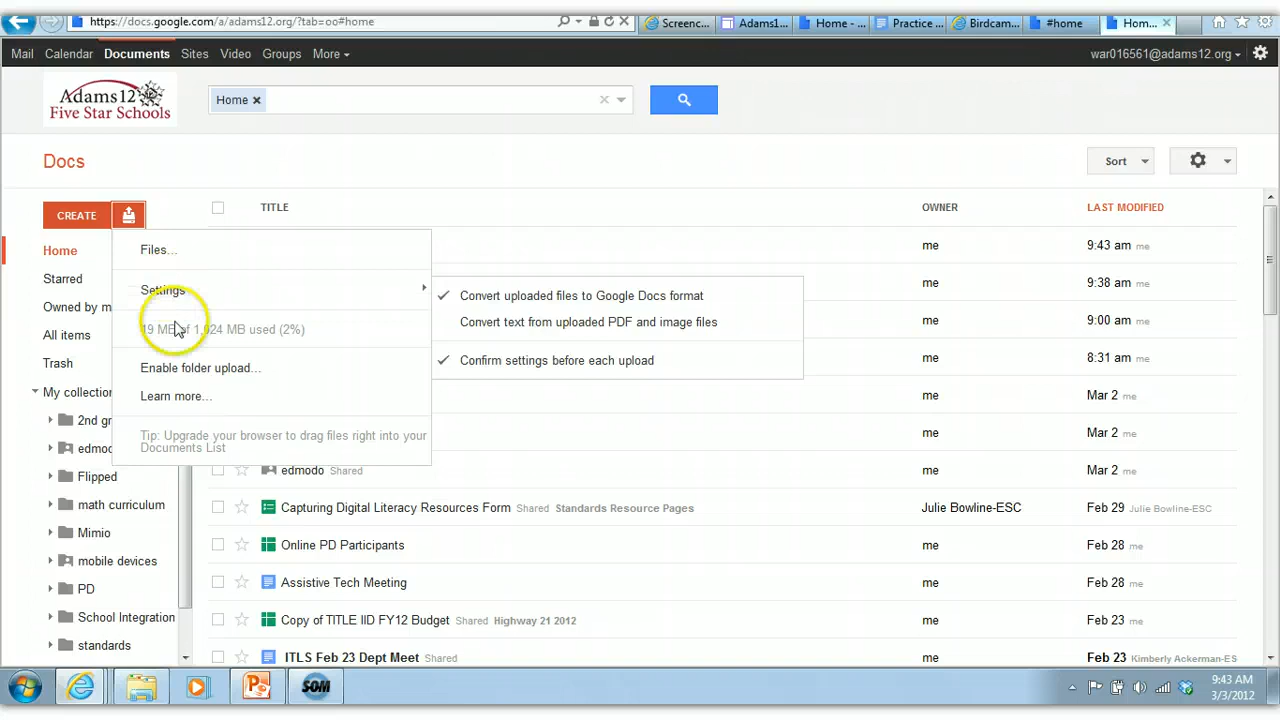 https://docs.google.com/a/adams12.org/?tab=oo#home
Screenc...
Adams1...
Home - ...
Practice ...
Birdcam...
#home
Hom...
Mail Calendar Documents Sites Video Groups More
war016561@adams12.org
Adams12
Five Star Schools
Home
Docs
Sort
CREATE
TITLE
OWNER
LAST MODIFIED
Files...
Settings
Convert uploaded files to Google Docs format
Convert text from uploaded PDF and image files
Confirm settings before each upload
19 MB of 1,024 MB used (2%)
Enable folder upload...
Learn more...
Tip: Upgrade your browser to drag files right into your
Documents List
Home
Starred
Owned by m
All items
Trash
My collection
2nd gr
edmod
Flipped
math curriculum
Mimio
mobile devices
PD
School Integration
standards
me 9:43 am me
me 9:38 am me
me 9:00 am me
me 8:31 am me
me Mar 2 me
me Mar 2 me
edmodo Shared me Mar 2 me
Capturing Digital Literacy Resources Form Shared Standards Resource Pages Julie Bowline-ESC Feb 29 Julie Bowline-ESC
Online PD Participants me Feb 28 me
Assistive Tech Meeting me Feb 28 me
Copy of TITLE IID FY12 Budget Shared Highway 21 2012 me Feb 23 me
ITLS Feb 23 Dept Meet Shared me Feb 23 Kimberly Ackerman-ES
SOM
9:43 AM
3/3/2012